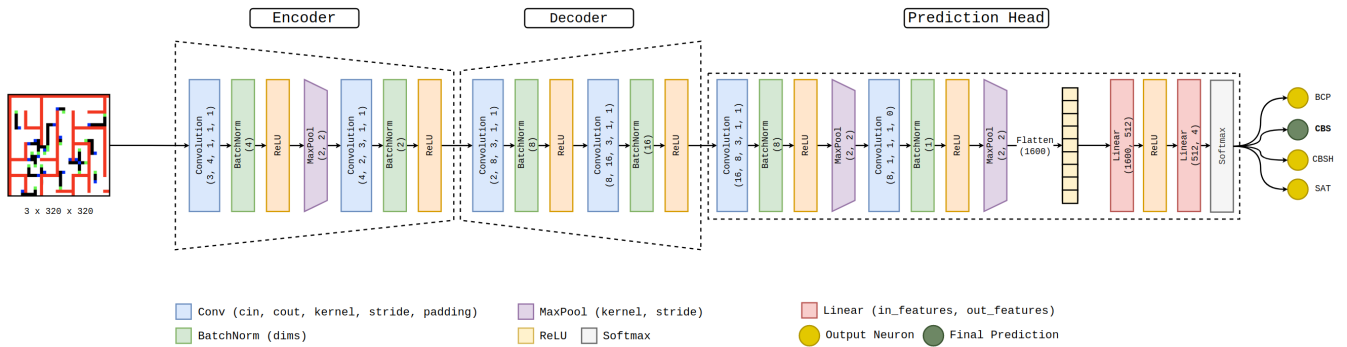 Encoder
Decoder
Prediction Head
3 x 320 x 320
Convolution
(3, 4, 1, 1, 1)
BatchNorm
(4)
ReLU
MaxPool
(2, 2)
Convolution
(4, 2, 3, 1, 1)
BatchNorm
(2)
ReLU
Convolution
(2, 8, 3, 1, 1)
BatchNorm
(8)
ReLU
Convolution
(8, 16, 3, 1, 1)
BatchNorm
(16)
ReLU
Convolution
(16, 8, 3, 1, 1)
BatchNorm
(8)
ReLU
MaxPool
(2, 2)
Convolution
(8, 1, 1, 1, 0)
BatchNorm
(1)
ReLU
MaxPool
(2, 2)
Flatten
(1600)
Linear
(1600, 512)
ReLU
Linear
(512, 4)
Softmax
BCP
CBS
CBSH
SAT
Conv (cin, cout, kernel, stride, padding)
MaxPool (kernel, stride)
Linear (in_features, out_features)
BatchNorm (dims)
ReLU
Softmax
Output Neuron
Final Prediction